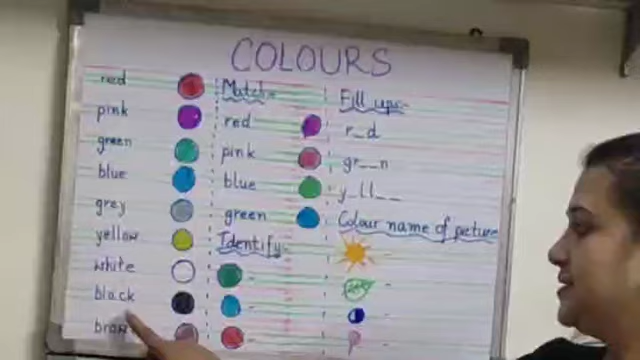 COLOURS
red
pink
green
blue
grey
yellow
white
black
Match:-
red
pink
blue
green
Identify:-
-
-
-
Fill ups:-
r_d
gr__n
y_ll__
Colour name of picture
-
-
-
-